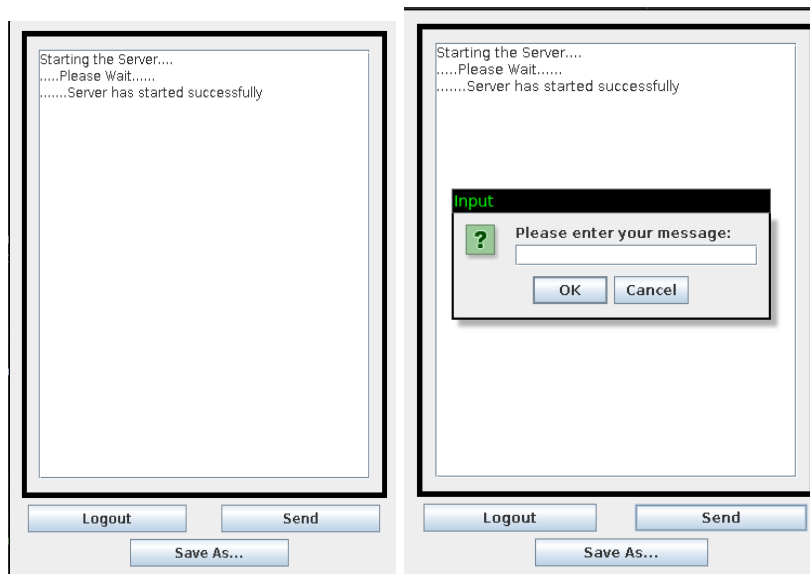 Starting the Server....
.....Please Wait......
.......Server has started successfully
Logout
Send
Save As...
Starting the Server....
.....Please Wait......
.......Server has started successfully
Input
?
Please enter your message:
OK
Cancel
Logout
Send
Save As...